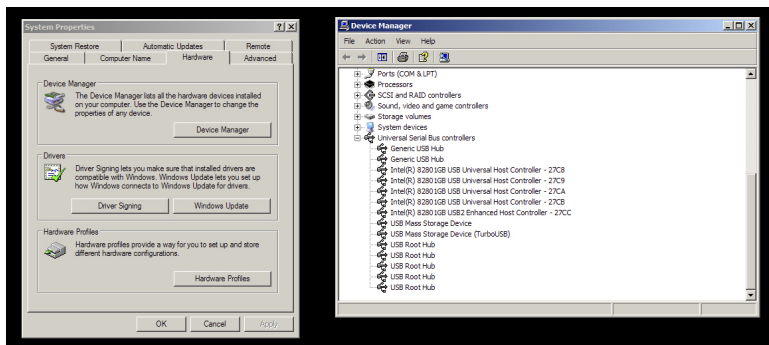 System Properties
System Restore Automatic Updates Remote
General Computer Name Hardware Advanced
Device Manager
The Device Manager lists all the hardware devices installed
on your computer. Use the Device Manager to change the
properties of any device.
Device Manager
Drivers
Driver Signing lets you make sure that installed drivers are
compatible with Windows. Windows Update lets you set up
how Windows connects to Windows Update for drivers.
Driver Signing Windows Update
Hardware Profiles
Hardware profiles provide a way for you to set up and store
different hardware configurations.
Hardware Profiles
OK Cancel Apply
Device Manager
File Action View Help
Ports (COM & LPT)
Processors
SCSI and RAID controllers
Sound, video and game controllers
Storage volumes
System devices
Universal Serial Bus controllers
Generic USB Hub
Generic USB Hub
Intel(R) 82801GB USB Universal Host Controller - 27C8
Intel(R) 82801GB USB Universal Host Controller - 27C9
Intel(R) 82801GB USB Universal Host Controller - 27CA
Intel(R) 82801GB USB Universal Host Controller - 27CB
Intel(R) 82801GB USB2 Enhanced Host Controller - 27CC
USB Mass Storage Device
USB Mass Storage Device (TurboUSB)
USB Root Hub
USB Root Hub
USB Root Hub
USB Root Hub
USB Root Hub